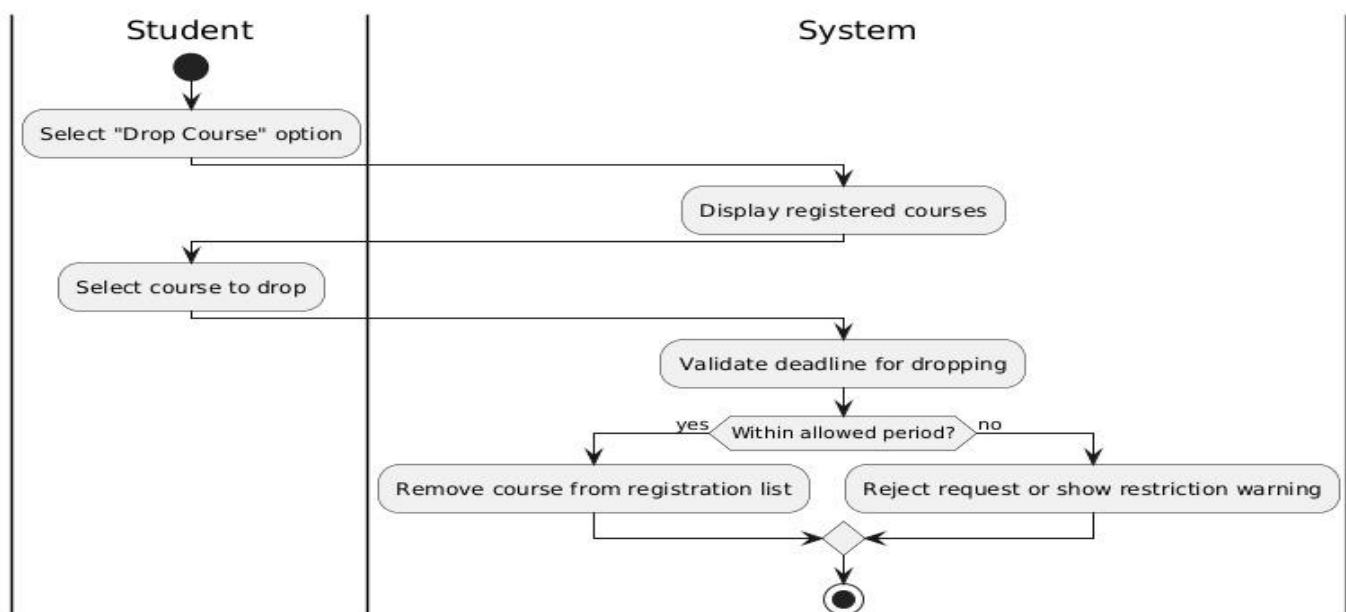 Student
System
Select "Drop Course" option
Display registered courses
Select course to drop
Validate deadline for dropping
yes
Within allowed period?
no
Remove course from registration list
Reject request or show restriction warning